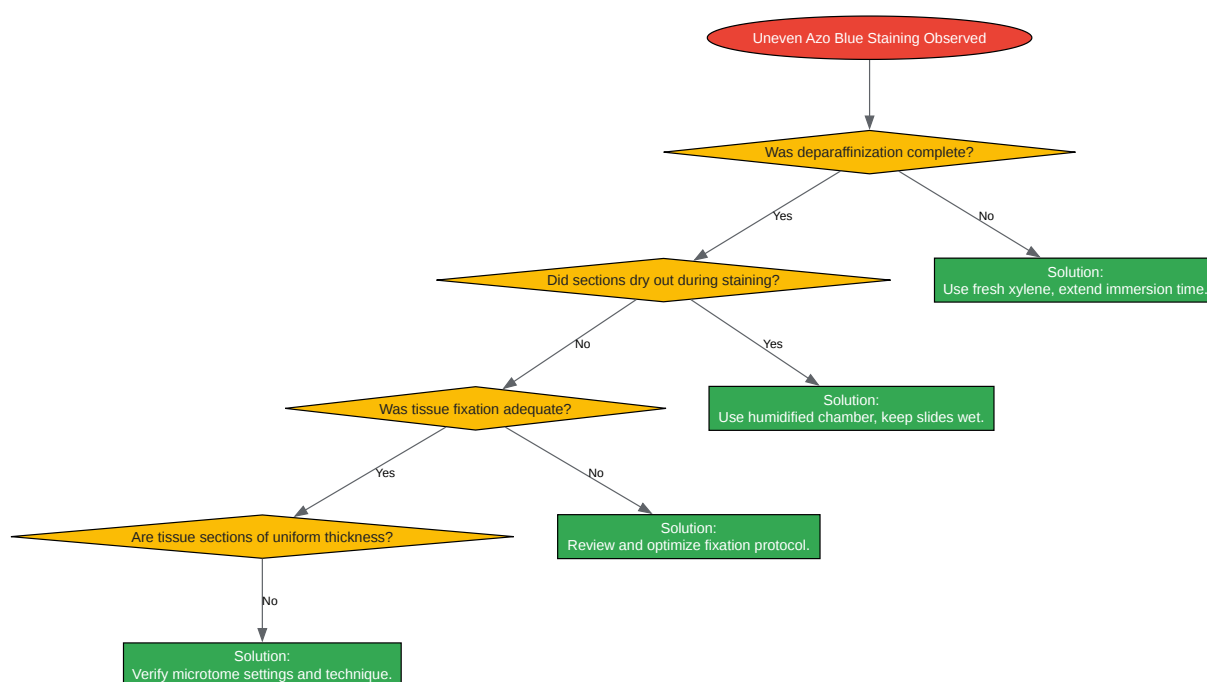 Uneven Azo Blue Staining Observed
Was deparaffinization complete?
Yes
No
Did sections dry out during staining?
Solution:
Use fresh xylene, extend immersion time.
No
Yes
Was tissue fixation adequate?
Solution:
Use humidified chamber, keep slides wet.
Yes
No
Are tissue sections of uniform thickness?
Solution:
Review and optimize fixation protocol.
No
Solution:
Verify microtome settings and technique.